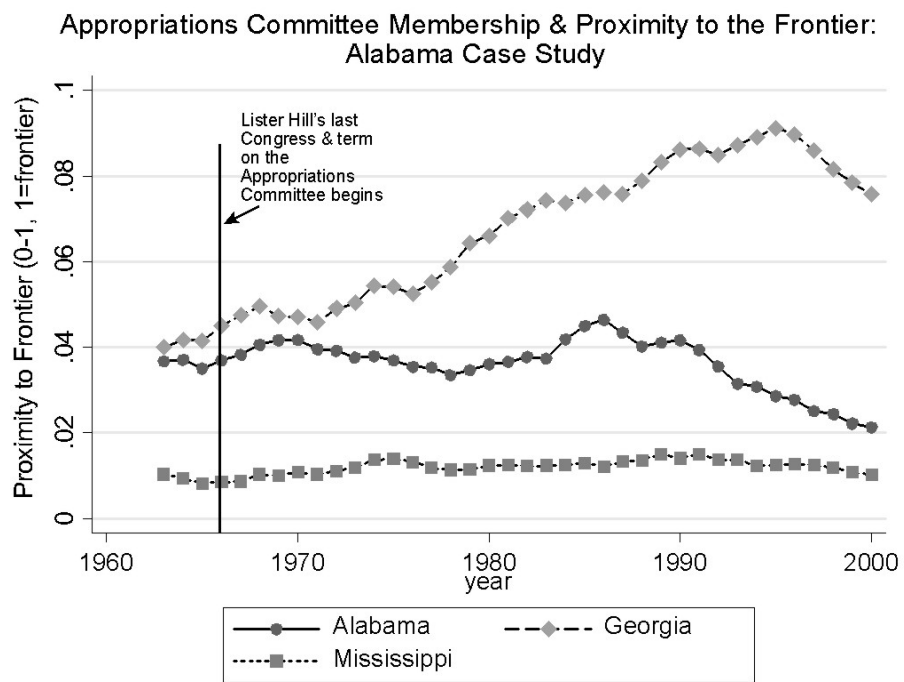 Appropriations Committee Membership & Proximity to the Frontier:
Alabama Case Study
Proximity to Frontier (0-1, 1=frontier)
.1
.08
.06
.04
.02
0
Lister Hill's last
Congress & term
on the
Appropriations
Committee begins
1960 1970 1980 1990 2000
year
Alabama Georgia
Mississippi